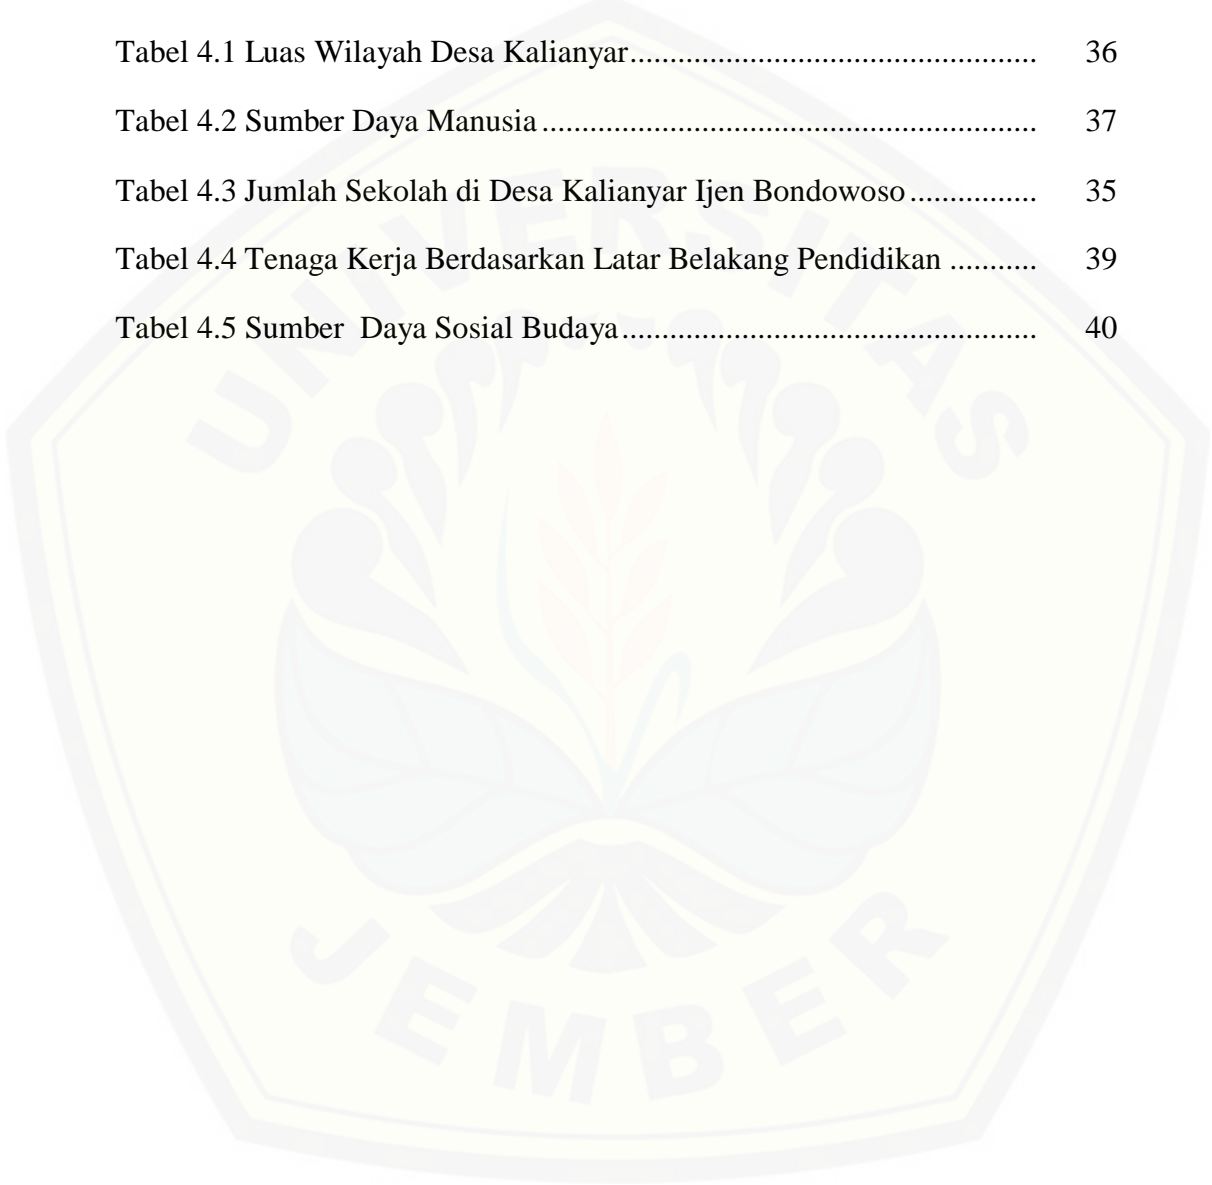 Tabel 4.1 Luas Wilayah Desa Kalianyar.................................................. 36
Tabel 4.2 Sumber Daya Manusia ............................................................. 37
Tabel 4.3 Jumlah Sekolah di Desa Kalianyar Ijen Bondowoso ................ 35
Tabel 4.4 Tenaga Kerja Berdasarkan Latar Belakang Pendidikan ........... 39
Tabel 4.5 Sumber  Daya Sosial Budaya ................................................... 40
UNIVERSITAS
JEMBER